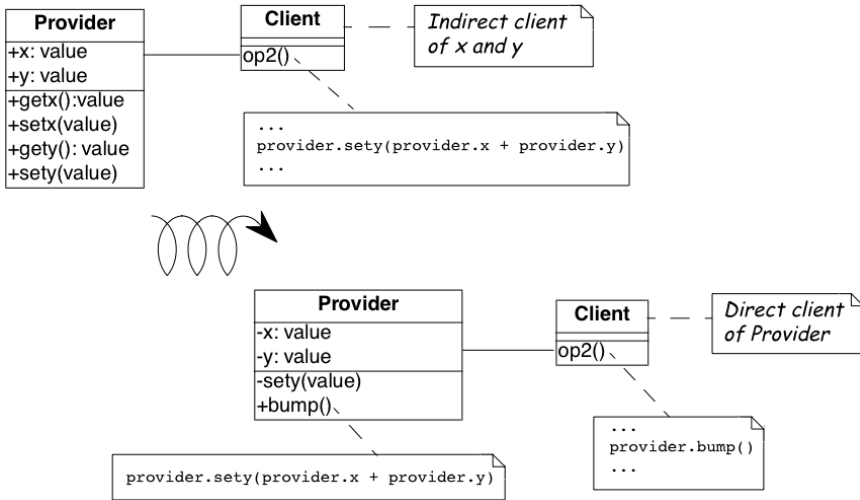 Provider
+x: value
+y: value
+getx():value
+setx(value)
+gety(): value
+sety(value)
Client
op2()
Indirect client
of x and y
...
provider.sety(provider.x + provider.y)
...
Provider
-x: value
-y: value
-sety(value)
+bump()
Client
op2()
Direct client
of Provider
provider.sety(provider.x + provider.y)
...
provider.bump()
...